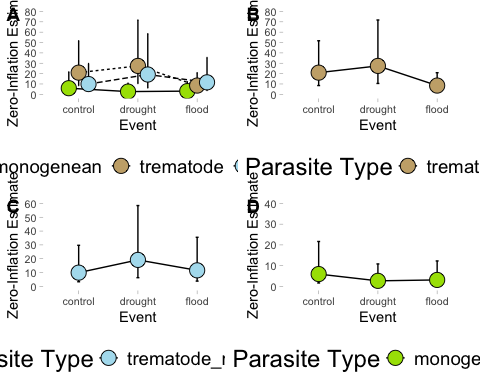 A
Zero-Inflation Estimate
80
70
60
50
40
30
20
10
0
control drought flood
Event
monogenean trematode
B
Zero-Inflation Estimate
80
70
60
50
40
30
20
10
0
control drought flood
Event
Parasite Type tremat
C
Zero-Inflation Estimate
60
50
40
30
20
10
0
control drought flood
Event
site Type trematode_
D
Zero-Inflation Estimate
40
30
20
10
0
control drought flood
Event
Parasite Type monoge